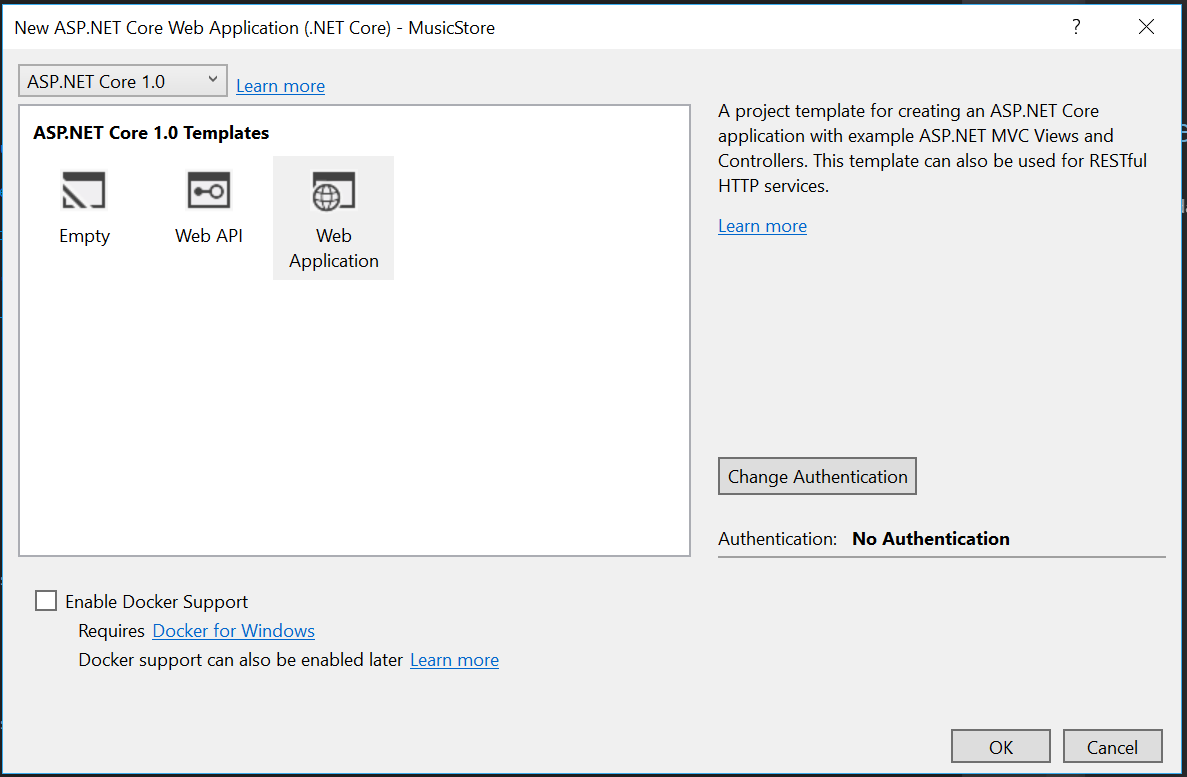 New ASP.NET Core Web Application (.NET Core) - MusicStore
?
ASP.NET Core 1.0
Learn more
ASP.NET Core 1.0 Templates
Empty
Web API
Web
Application
A project template for creating an ASP.NET Core
application with example ASP.NET MVC Views and
Controllers. This template can also be used for RESTful
HTTP services.
Learn more
Change Authentication
Authentication: No Authentication
Enable Docker Support
Requires Docker for Windows
Docker support can also be enabled later Learn more
OK
Cancel